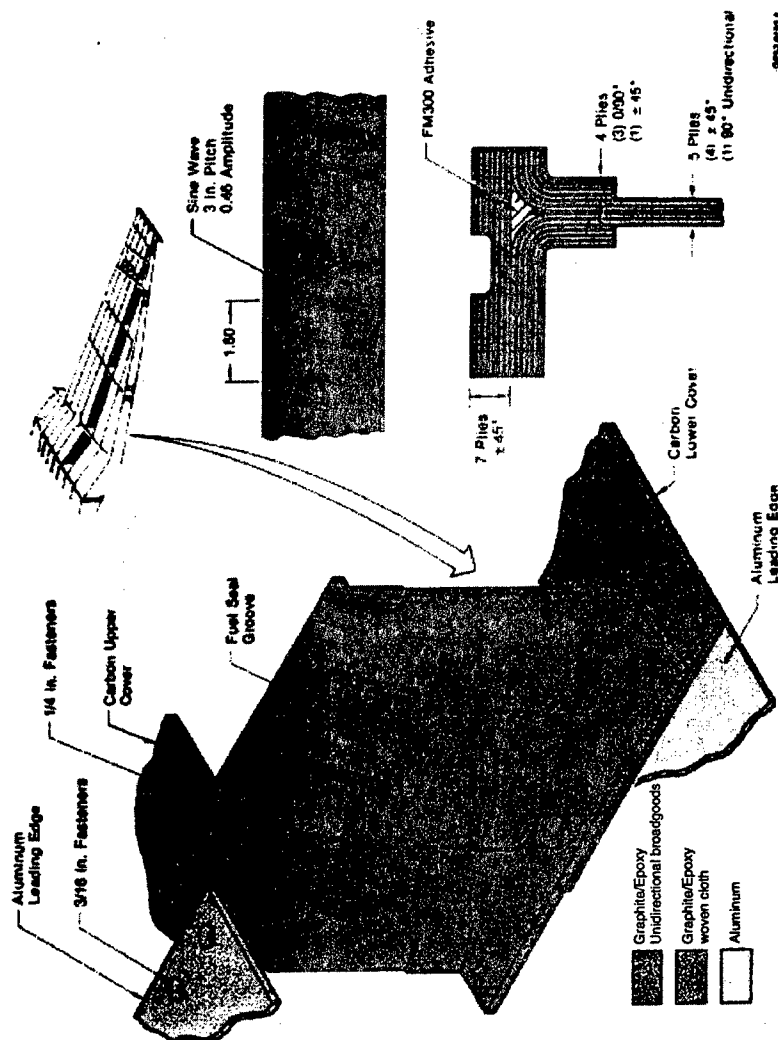 Aluminum
Leading Edge
3/16 in. Fasteners
1/4 in. Fasteners
Carbon Upper
Cover
Fuel Seal
Groove
Sine Wave
3 in. Pitch
0.46 Amplitude
1.80
FM300 Adhesive
7 Plies
± 45°
4 Plies
(3) 0/90°
(1) ± 45°
5 Plies
(4) ± 45°
(1) 90° Unidirectional
Carbon
Lower Cover
Aluminum
Leading Edge
Graphite/Epoxy
Unidirectional broadgoods
Graphite/Epoxy
woven cloth
Aluminum